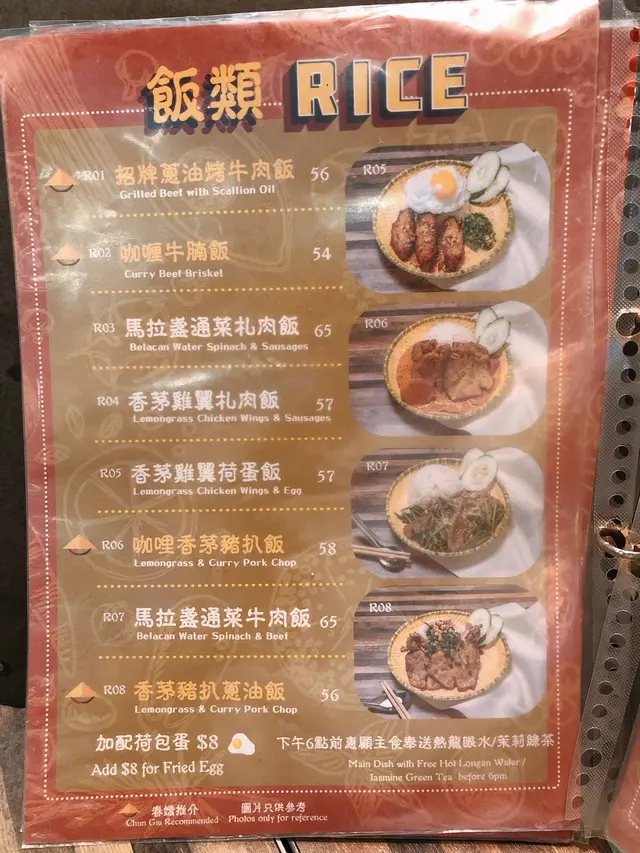 飯類 RICE
R01 招牌蔥油烤牛肉飯 56
Grilled Beef with Scallion Oil
R02 咖喱牛腩飯 54
Curry Beef Brisket
R03 馬拉盞通菜札肉飯 65
Belacan Water Spinach & Sausages
R04 香茅雞翼札肉飯 57
Lemongrass Chicken Wings & Sausages
R05 香茅雞翼荷蛋飯 57
Lemongrass Chicken Wings & Egg
R06 咖哩香茅豬扒飯 58
Lemongrass & Curry Pork Chop
R07 馬拉盞通菜牛肉飯 65
Belacan Water Spinach & Beef
R08 香茅豬扒蔥油飯 56
Lemongrass & Curry Pork Chop
R05
R06
R07
R08
加配荷包蛋 $8
Add $8 for Fried Egg
下午6點前惠顧主食奉送熱龍眼水/茉莉綠茶
Main Dish with Free Hot Longan Water /
Jasmine Green Tea before 6pm
春嬌推介
Chun Giu Recommended
圖片只供參考
Photos only for reference